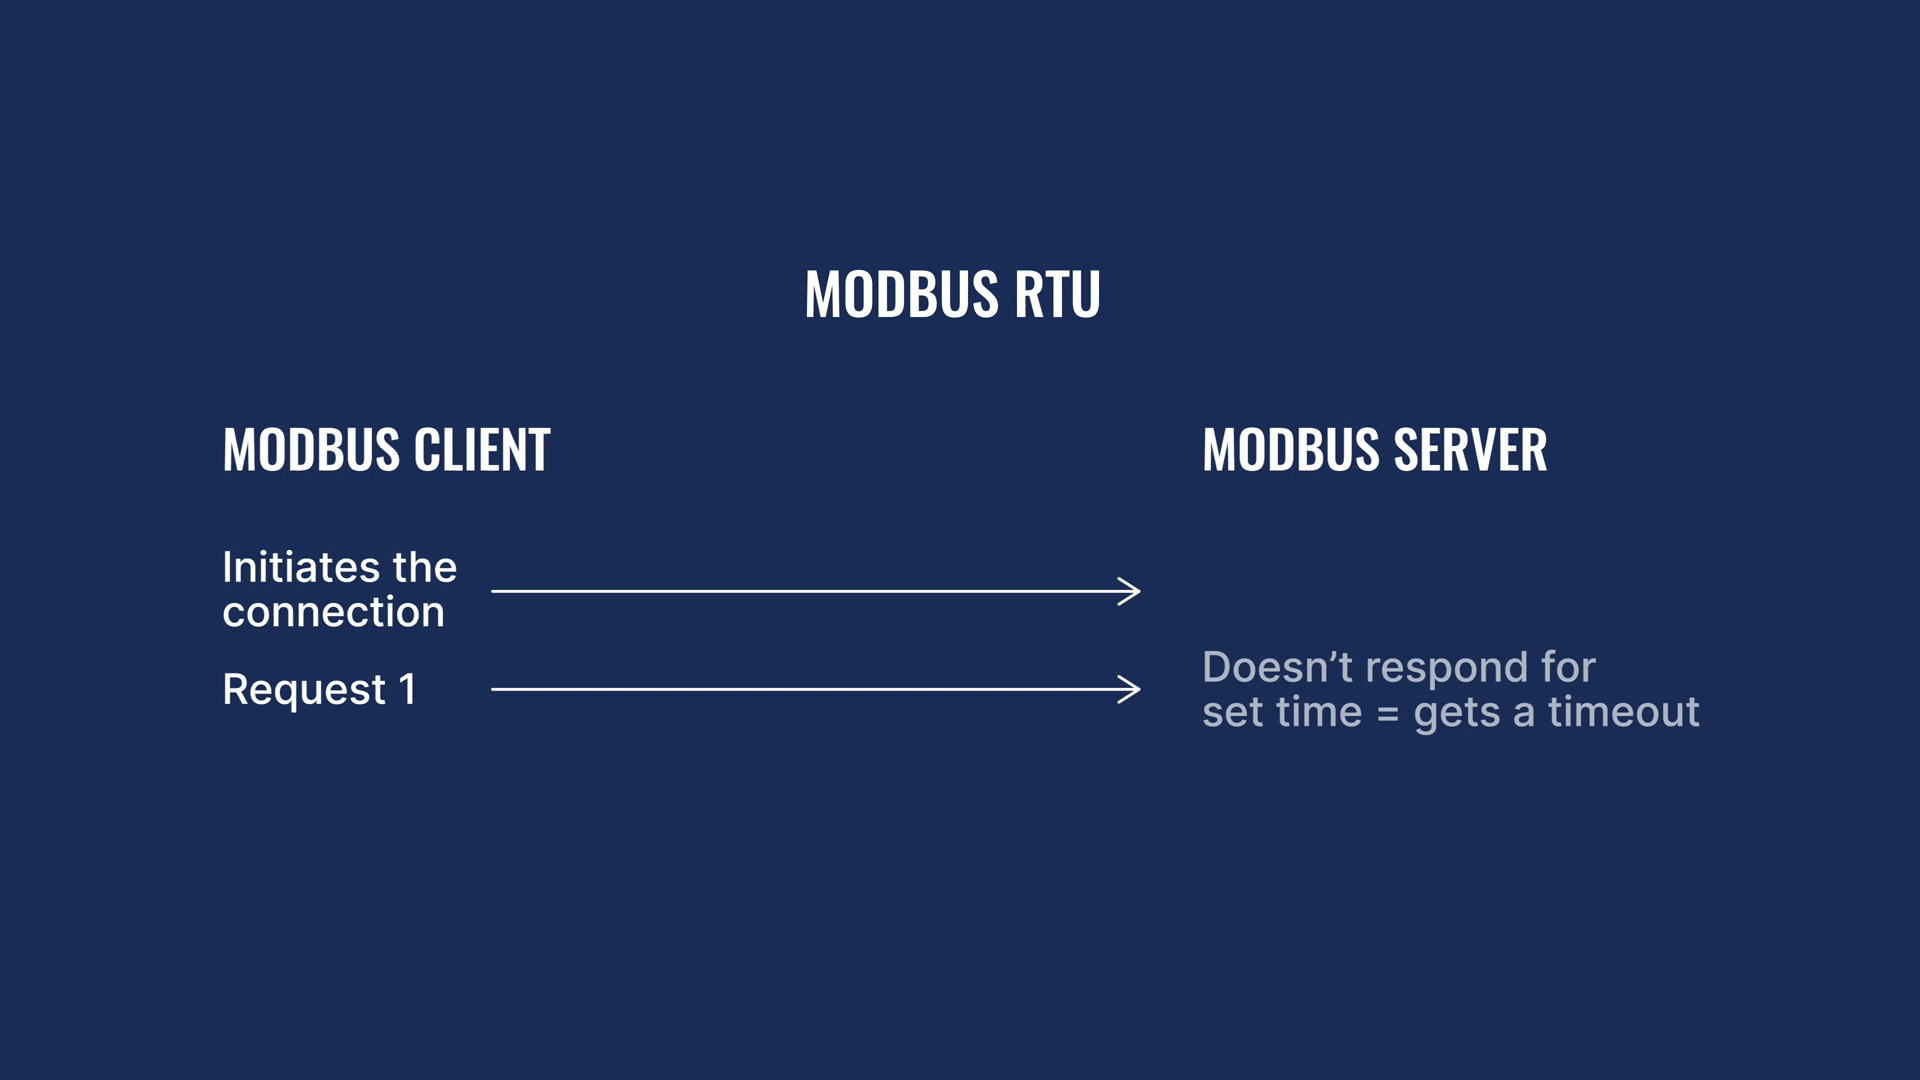 MODBUS RTU
MODBUS CLIENT
MODBUS SERVER
Initiates the
connection
Request 1
Doesn’t respond for
set time = gets a timeout